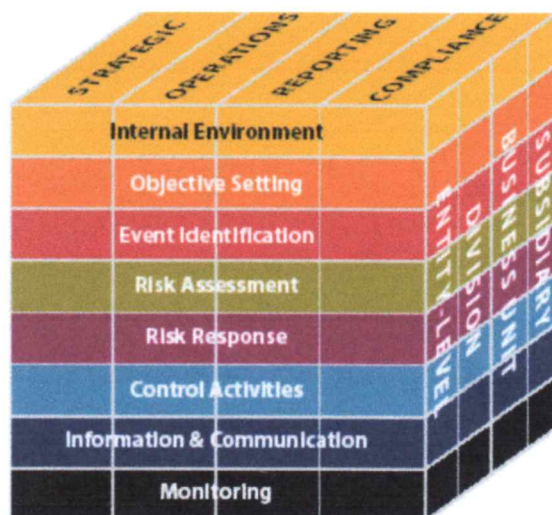 STRATEGIC
OPERATIONS
REPORTING
COMPLIANCE
Internal Environment
Objective Setting
Event Identification
Risk Assessment
Risk Response
Control Activities
Information & Communication
Monitoring
ENTITY-LEVEL
DIVISION
BUSINESS UNIT
SUBSIDIARY